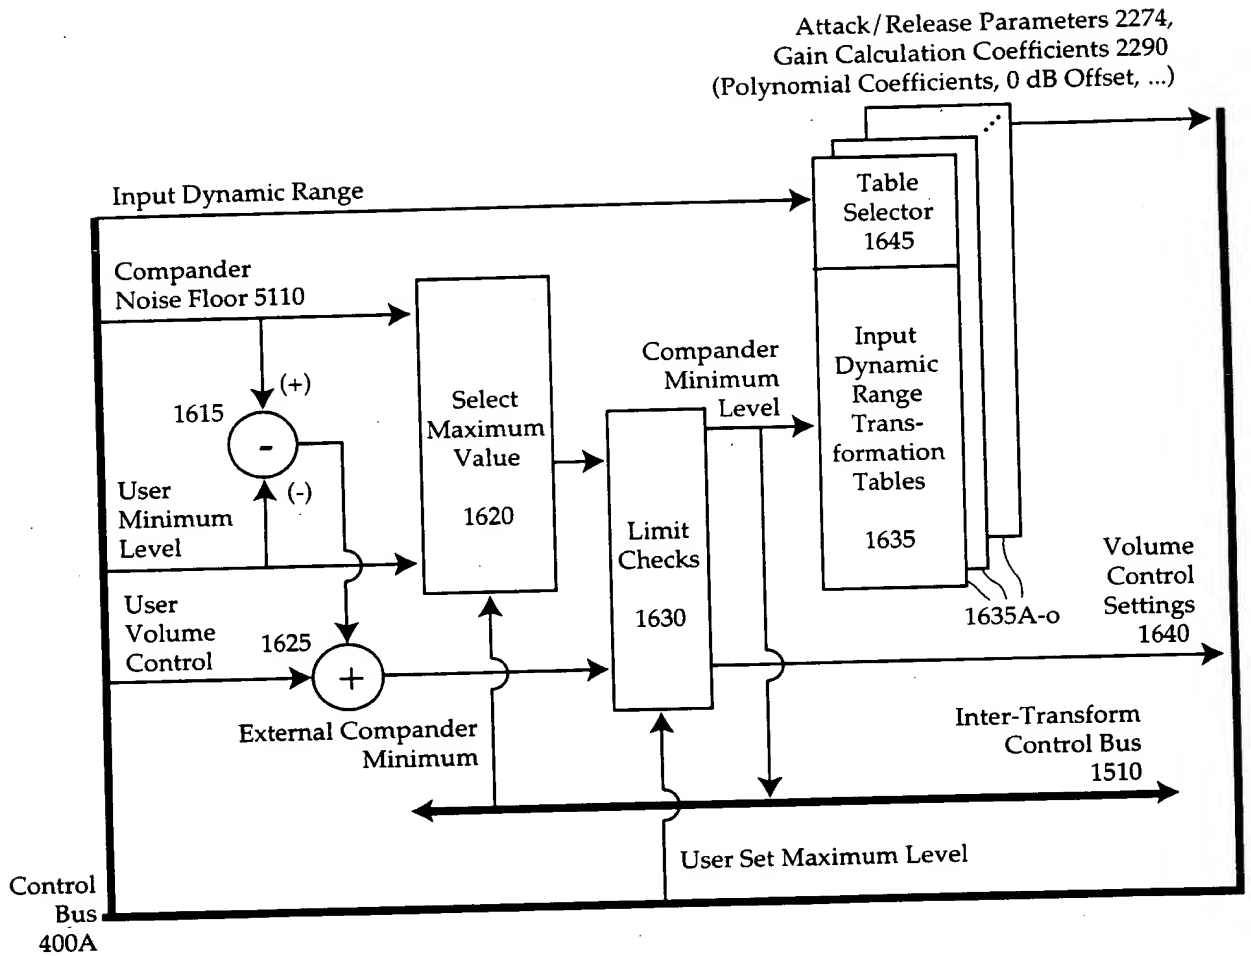 Attack/Release Parameters 2274,
Gain Calculation Coefficients 2290
(Polynomial Coefficients, 0 dB Offset, ...)
Input Dynamic Range
Table
Selector
1645
Compander
Noise Floor 5110
(+)
1615
-
(-)
User
Minimum
Level
Select
Maximum
Value
1620
Compander
Minimum
Level
Input
Dynamic
Range
Trans-
formation
Tables
1635
1635A-o
Limit
Checks
1630
User
Volume
Control
1625
+
External Compander
Minimum
Volume
Control
Settings
1640
Inter-Transform
Control Bus
1510
User Set Maximum Level
Control
Bus
400A